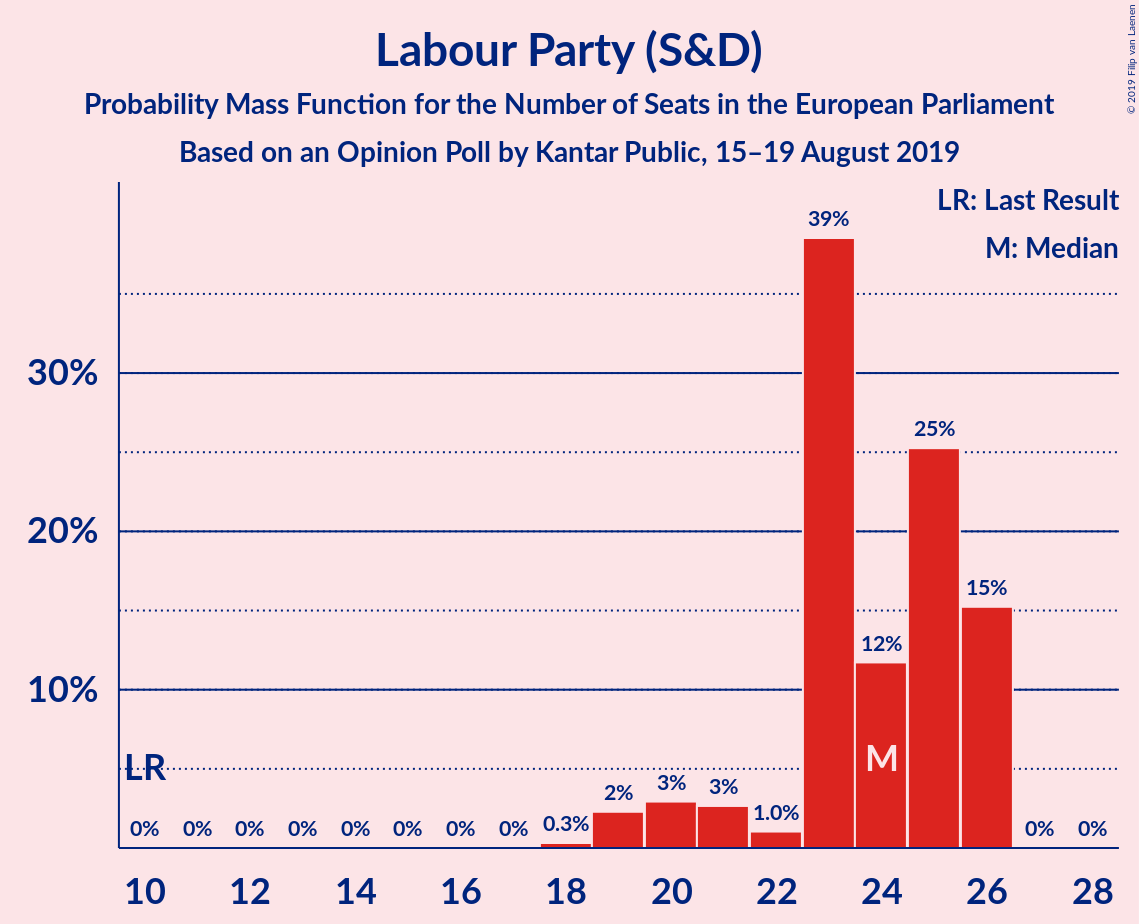 Labour Party (S&D)
Probability Mass Function for the Number of Seats in the European Parliament
Based on an Opinion Poll by Kantar Public, 15–19 August 2019
© 2019 Filip van Laenen
LR: Last Result
M: Median
39%
30%
25%
20%
15%
12%
10%
LR
M
0% 0% 0% 0% 0% 0% 0% 0% 0.3% 2% 3% 3% 1.0% 0% 0%
10 12 14 16 18 20 22 24 26 28